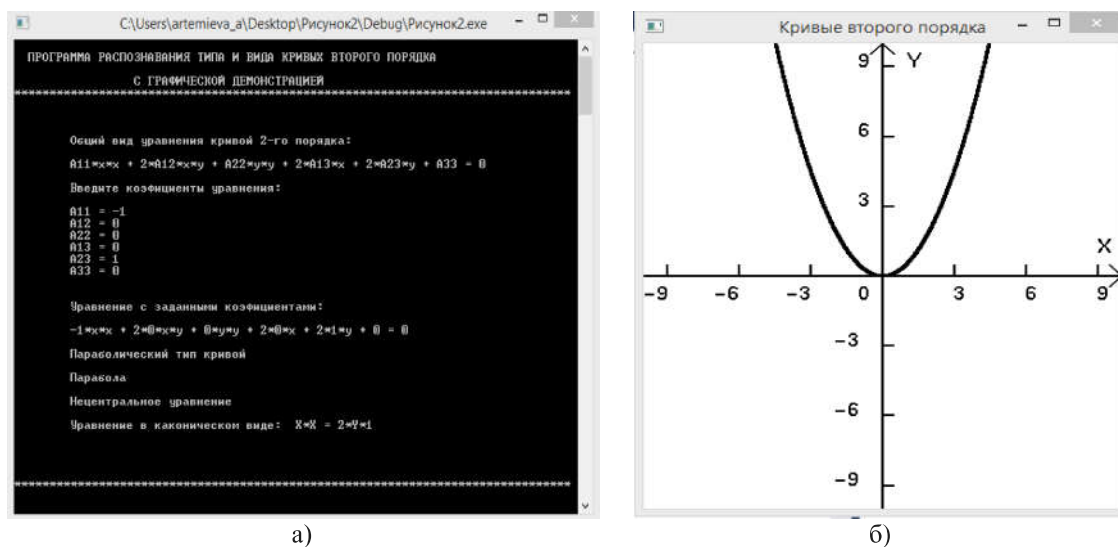 C:\Users\artemieva_a\Desktop\Рисунок2\Debug\Рисунок2.exe
ПРОГРАММА РАСПОЗНАВАНИЯ ТИПА И ВИДА КРИВЫХ ВТОРОГО ПОРЯДКА
С ГРАФИЧЕСКОЙ ДЕМОНСТРАЦИЕЙ
Общий вид уравнения кривой 2-го порядка:
A11*x*x + 2*A12*x*y + A22*y*y + 2*A13*x + 2*A23*y + A33 = 0
Введите коэфициенты уравнения:
A11 = -1
A12 = 0
A22 = 0
A13 = 0
A23 = 1
A33 = 0
Уравнение с заданными коэфициентами:
-1*x*x + 2*0*x*y + 0*y*y + 2*0*x + 2*1*y + 0 = 0
Параболический тип кривой
Парабола
Нецентральное уравнение
Уравнение в каконическом виде: X*X = 2*Y*1
а)
Кривые второго порядка
9 Y
6
3
X
-9 -6 -3 0 3 6 9
-3
-6
-9
б)